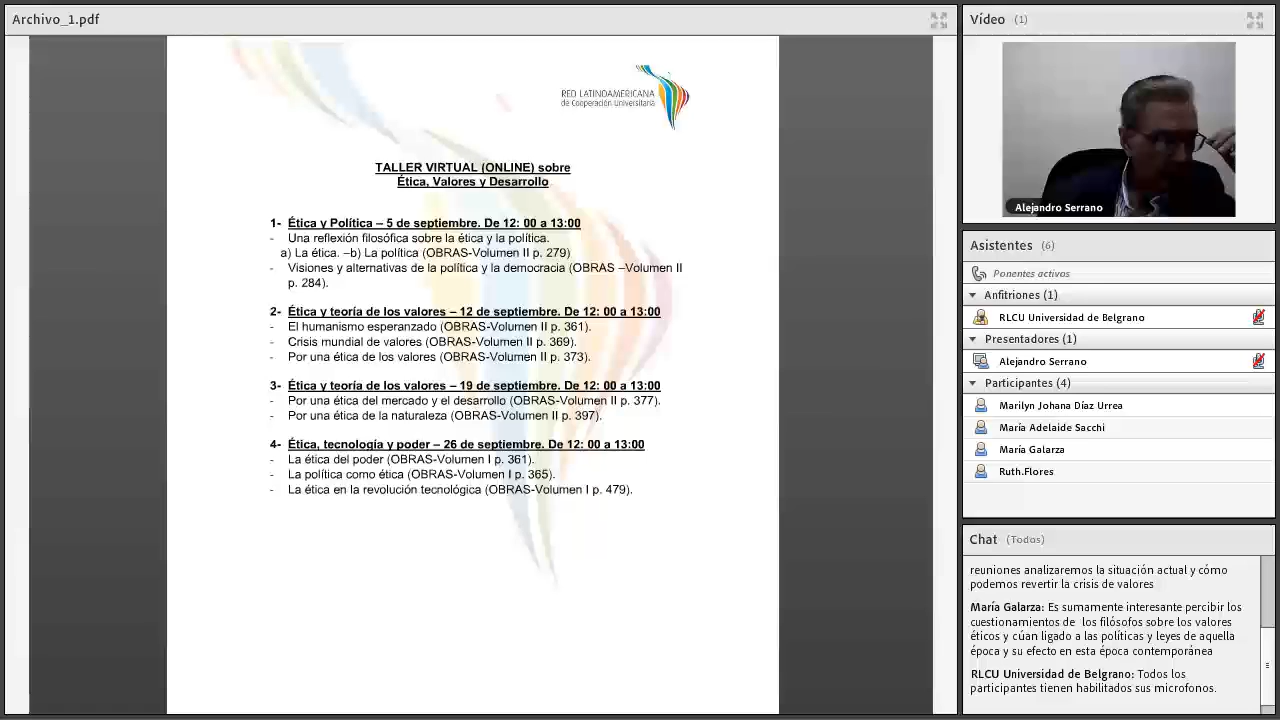 Archivo_1.pdf
RED LATINOAMERICANA
de Cooperación Universitaria
TALLER VIRTUAL (ONLINE) sobre
Ética, Valores y Desarrollo
1- Ética y Política – 5 de septiembre. De 12: 00 a 13:00
- Una reflexión filosófica sobre la ética y la política.
a) La ética. –b) La política (OBRAS-Volumen II p. 279)
- Visiones y alternativas de la política y la democracia (OBRAS –Volumen II
p. 284).
2- Ética y teoría de los valores – 12 de septiembre. De 12: 00 a 13:00
- El humanismo esperanzado (OBRAS-Volumen II p. 361).
- Crisis mundial de valores (OBRAS-Volumen II p. 369).
- Por una ética de los valores (OBRAS-Volumen II p. 373).
3- Ética y teoría de los valores – 19 de septiembre. De 12: 00 a 13:00
- Por una ética del mercado y el desarrollo (OBRAS-Volumen II p. 377).
- Por una ética de la naturaleza (OBRAS-Volumen II p. 397).
4- Ética, tecnología y poder – 26 de septiembre. De 12: 00 a 13:00
- La ética del poder (OBRAS-Volumen I p. 361).
- La política como ética (OBRAS-Volumen I p. 365).
- La ética en la revolución tecnológica (OBRAS-Volumen I p. 479).
Vídeo (1)
Alejandro Serrano
Asistentes (6)
Ponentes activos
Anfitriones (1)
RLCU Universidad de Belgrano
Presentadores (1)
Alejandro Serrano
Participantes (4)
Marilyn Johana Díaz Urrea
María Adelaide Sacchi
María Galarza
Ruth.Flores
Chat (Todos)
reuniones analizaremos la situación actual y cómo
podemos revertir la crisis de valores
María Galarza: Es sumamente interesante percibir los
cuestionamientos de los filósofos sobre los valores
éticos y cúan ligado a las políticas y leyes de aquella
época y su efecto en esta época contemporánea
RLCU Universidad de Belgrano: Todos los
participantes tienen habilitados sus microfonos.